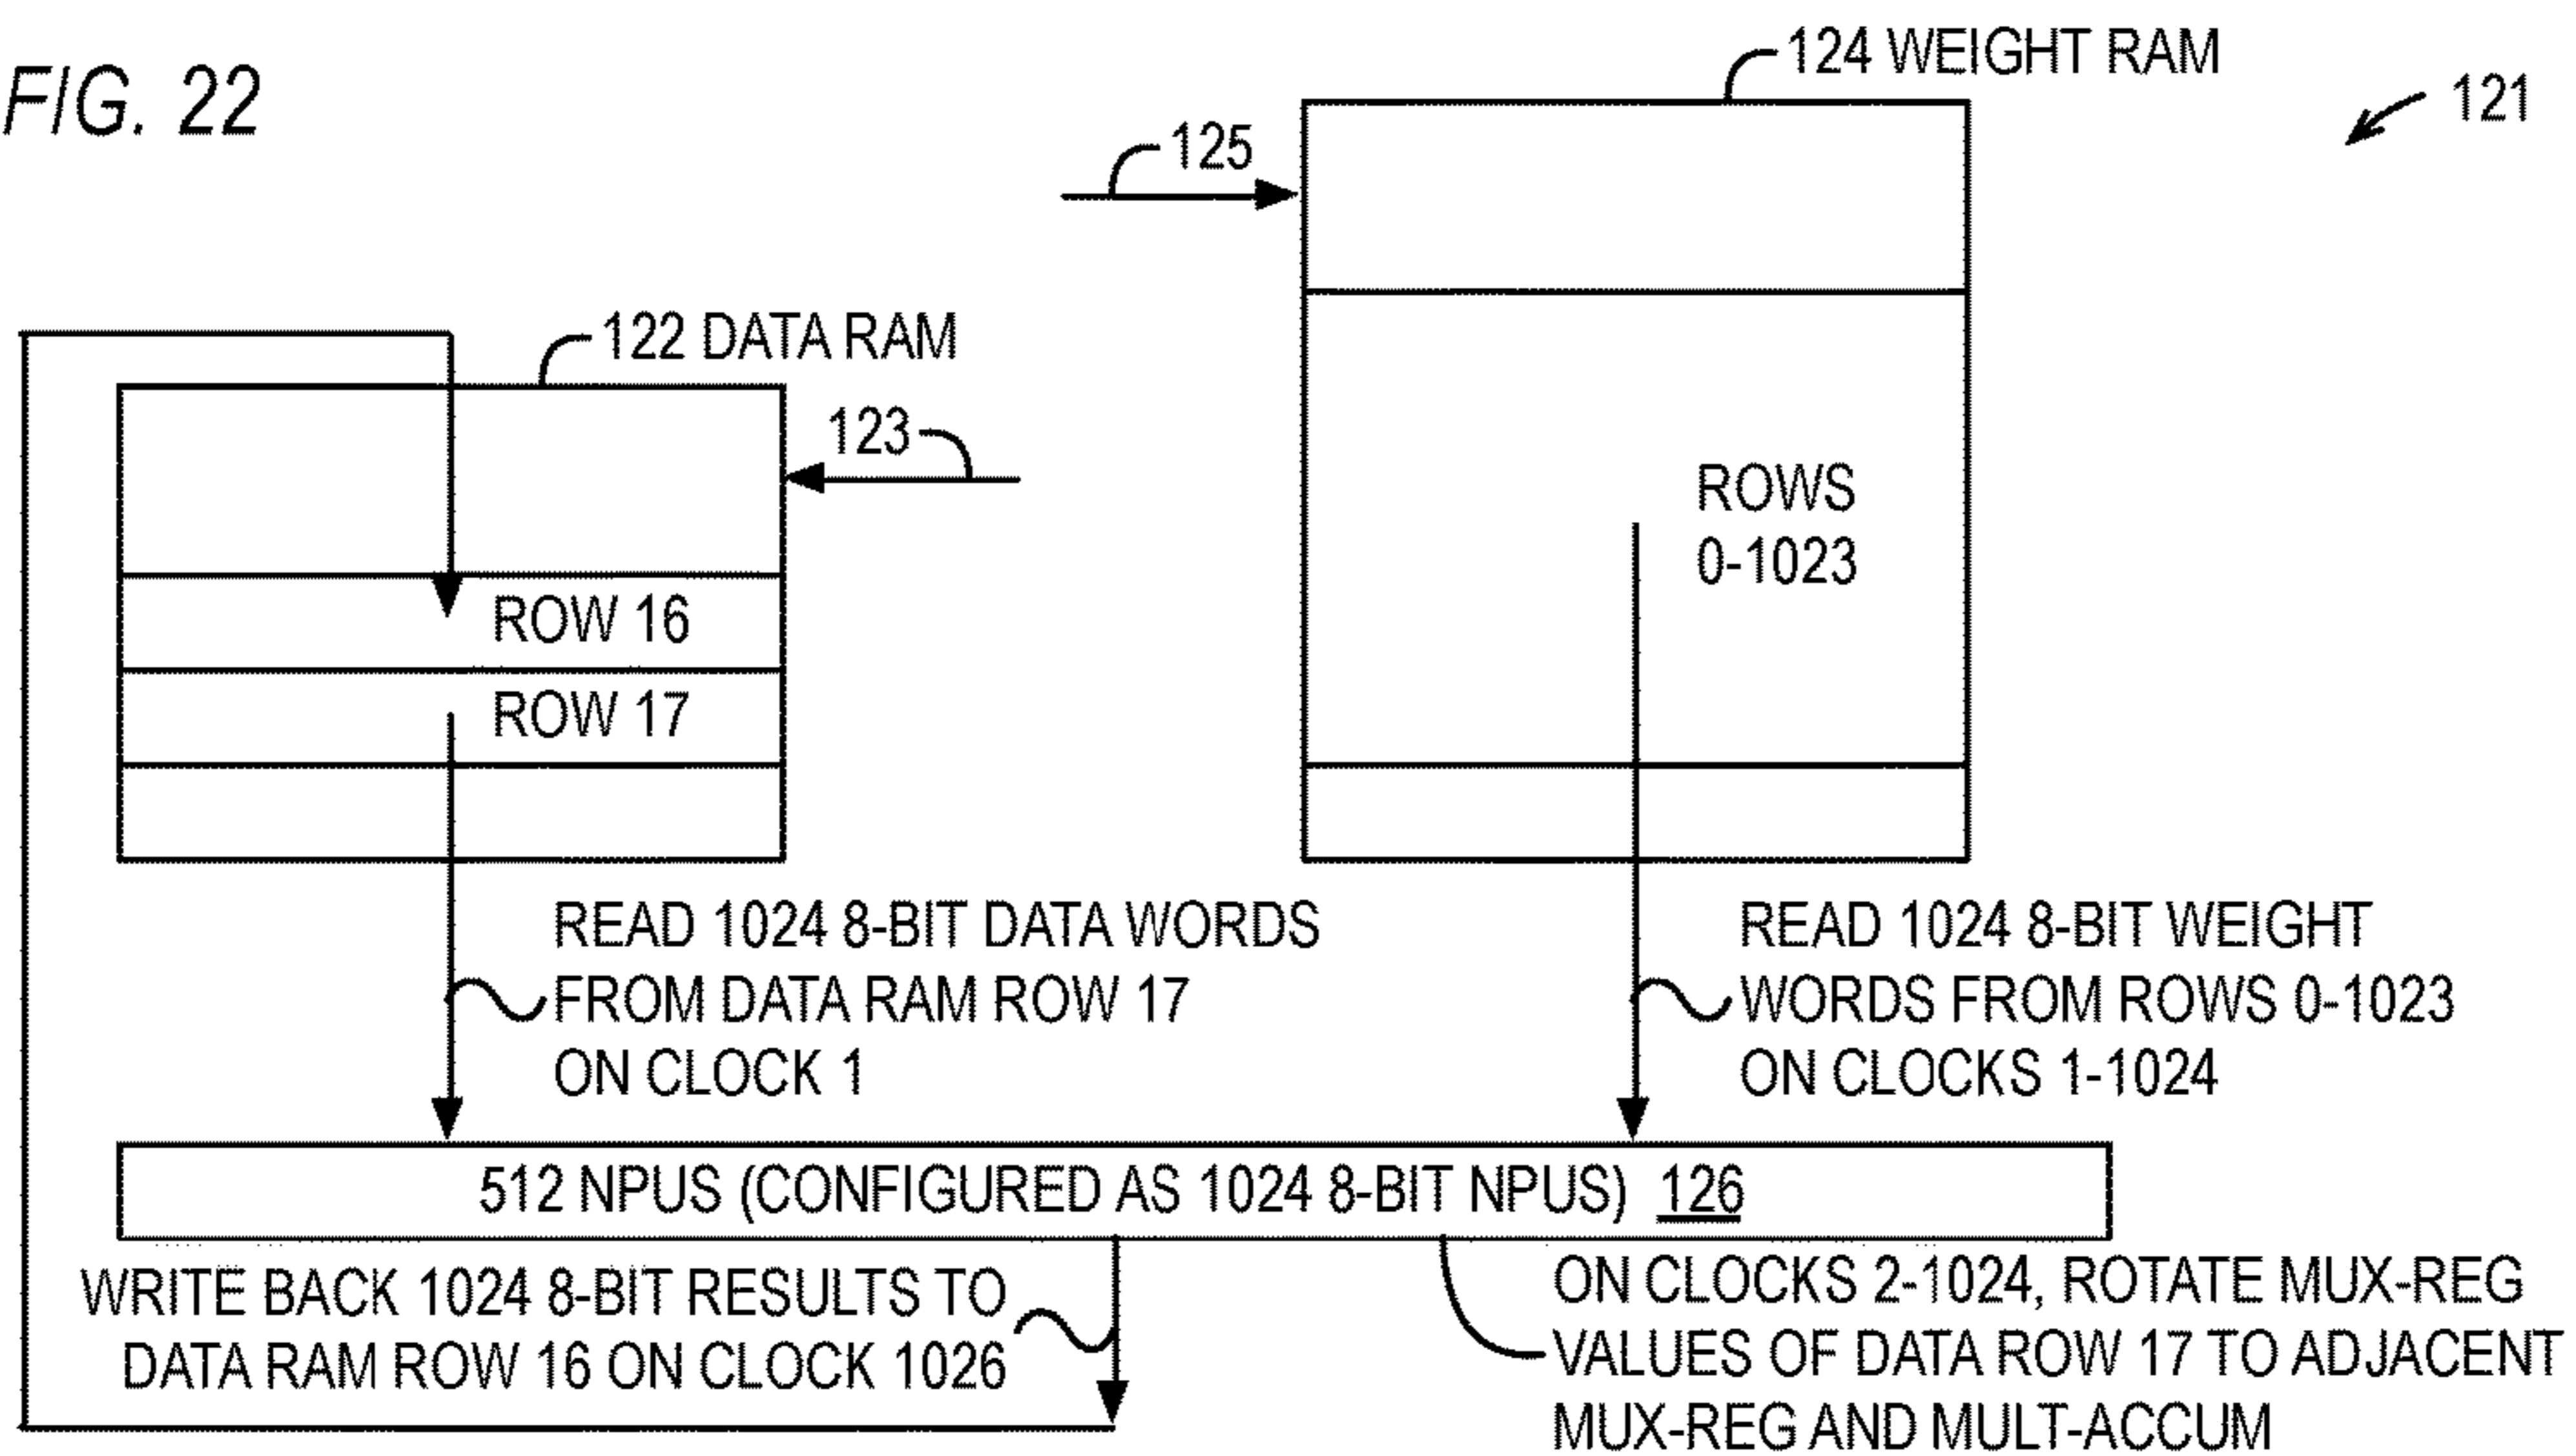 FIG. 22
124 WEIGHT RAM
121
125
122 DATA RAM
123
ROWS
0-1023
ROW 16
ROW 17
READ 1024 8-BIT DATA WORDS
FROM DATA RAM ROW 17
ON CLOCK 1
READ 1024 8-BIT WEIGHT
WORDS FROM ROWS 0-1023
ON CLOCKS 1-1024
512 NPUS (CONFIGURED AS 1024 8-BIT NPUS) 126
WRITE BACK 1024 8-BIT RESULTS TO
DATA RAM ROW 16 ON CLOCK 1026
ON CLOCKS 2-1024, ROTATE MUX-REG
VALUES OF DATA ROW 17 TO ADJACENT
MUX-REG AND MULT-ACCUM